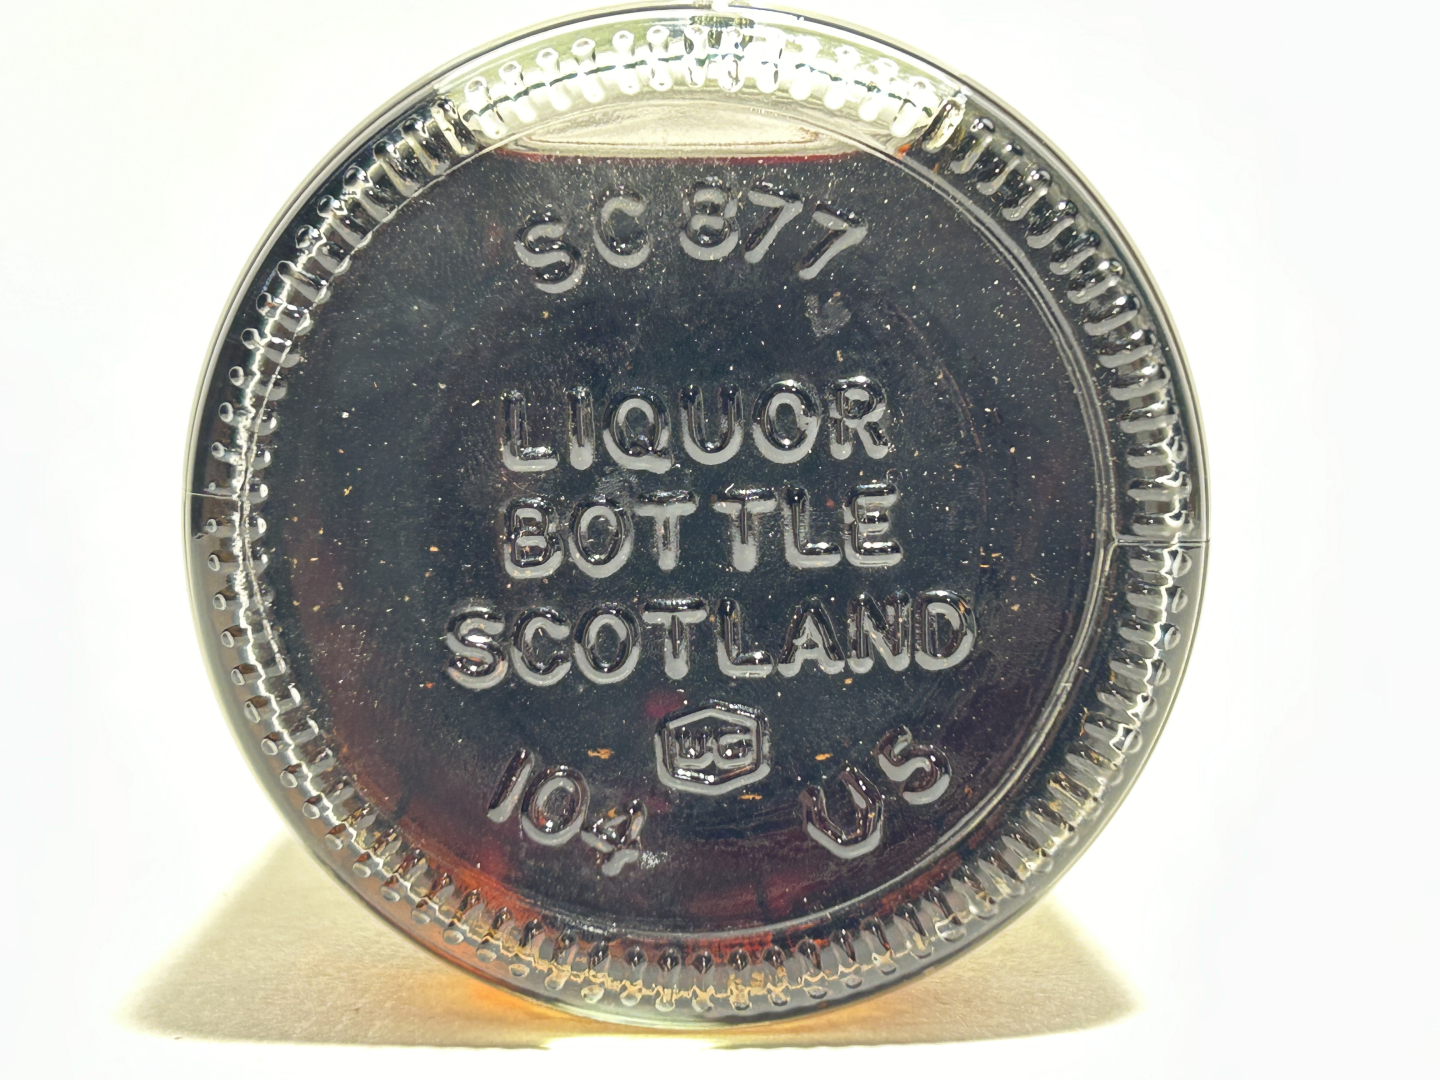 SC 877
LIQUOR
BOTTLE
SCOTLAND
UG
104 US